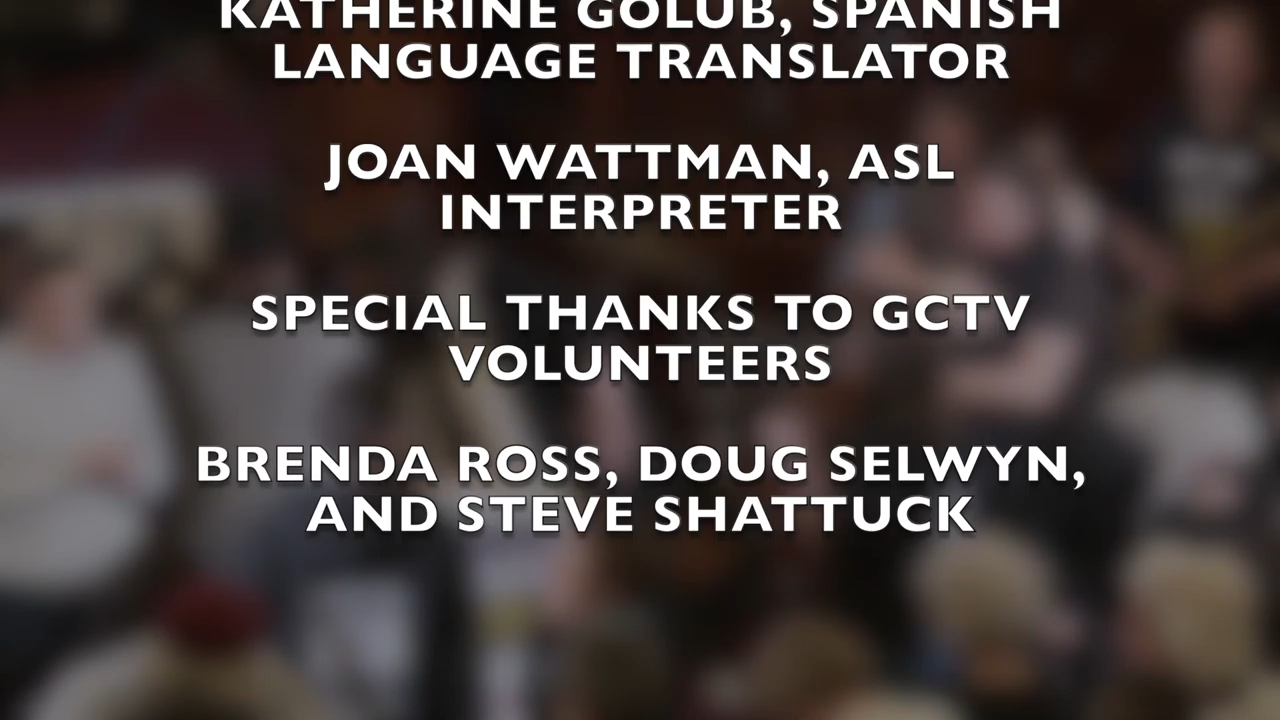 KATHERINE GOLUB, SPANISH
LANGUAGE TRANSLATOR
JOAN WATTMAN, ASL
INTERPRETER
SPECIAL THANKS TO GCTV
VOLUNTEERS
BRENDA ROSS, DOUG SELWYN,
AND STEVE SHATTUCK